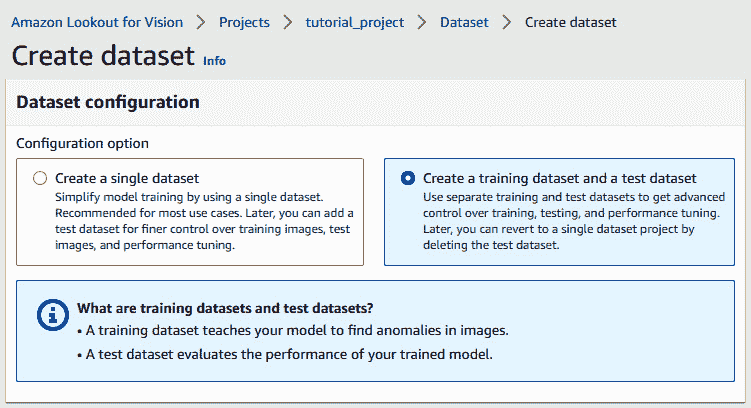 Amazon Lookout for Vision > Projects > tutorial_project > Dataset > Create dataset
Create dataset Info
Dataset configuration
Configuration option
Create a single dataset
Simplify model training by using a single dataset.
Recommended for most use cases. Later, you can add a
test dataset for finer control over training images, test
images, and performance tuning.
Create a training dataset and a test dataset
Use separate training and test datasets to get advanced
control over training, testing, and performance tuning.
Later, you can revert to a single dataset project by
deleting the test dataset.
What are training datasets and test datasets?
• A training dataset teaches your model to find anomalies in images.
• A test dataset evaluates the performance of your trained model.